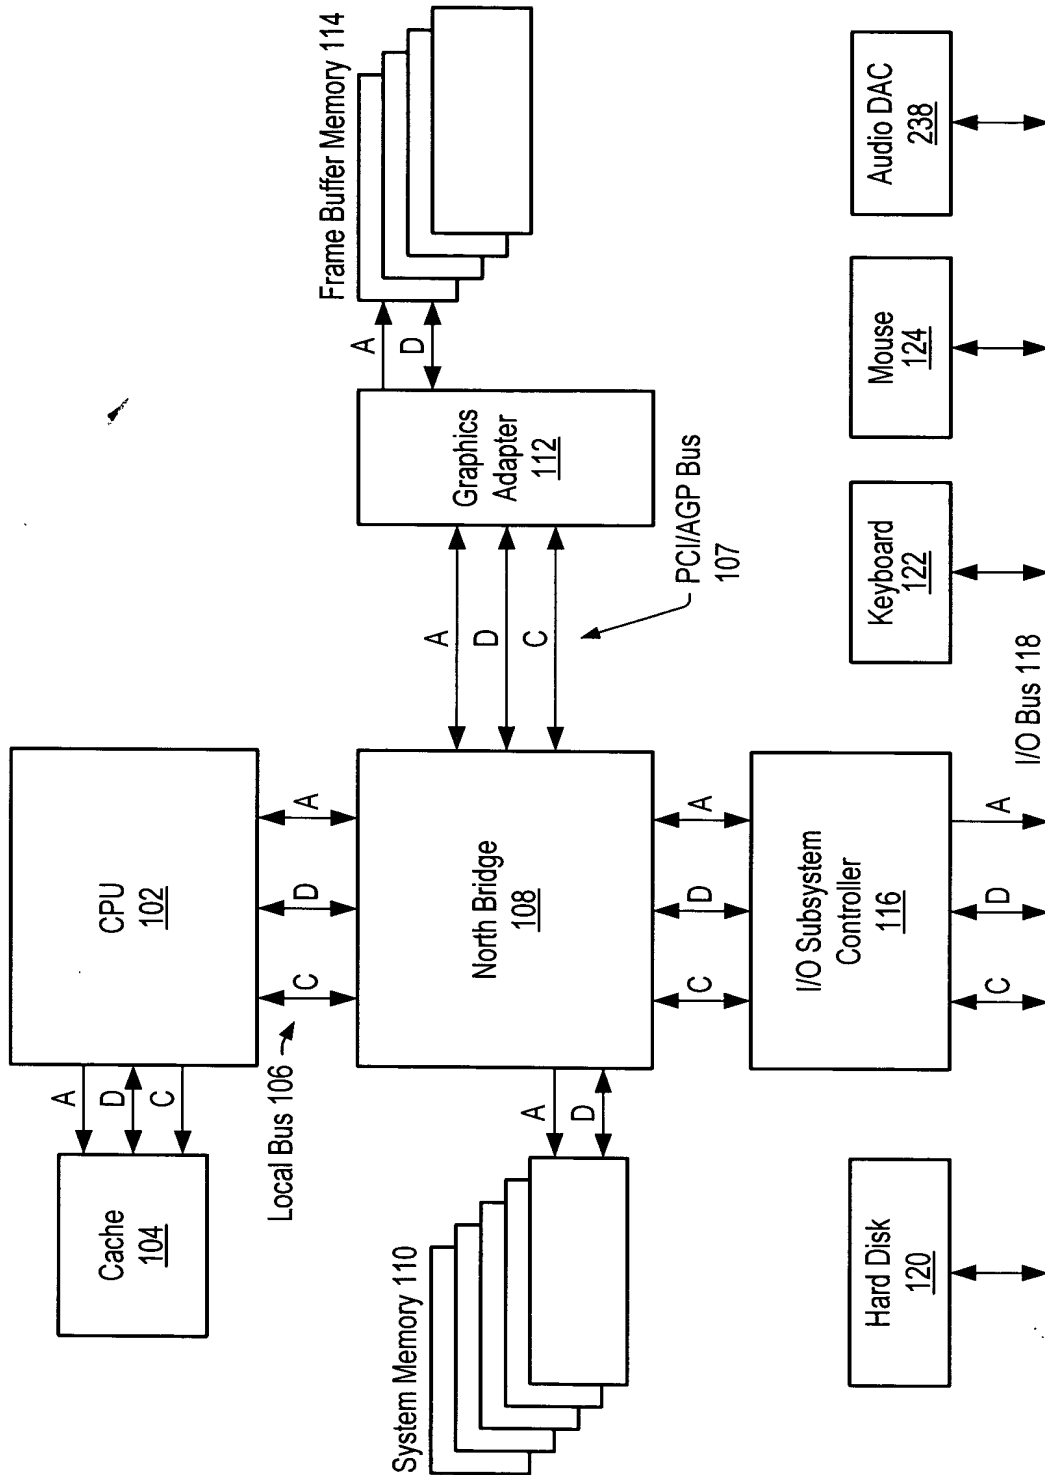 Cache
104
A
D
C
CPU
102
Local Bus 106
C
D
A
System Memory 110
A
D
North Bridge
108
A
D
C
PCI/AGP Bus
107
Graphics
Adapter
112
A
D
Frame Buffer Memory 114
C
D
A
I/O Subsystem
Controller
116
C
D
A
I/O Bus 118
Hard Disk
120
Keyboard
122
Mouse
124
Audio DAC
238